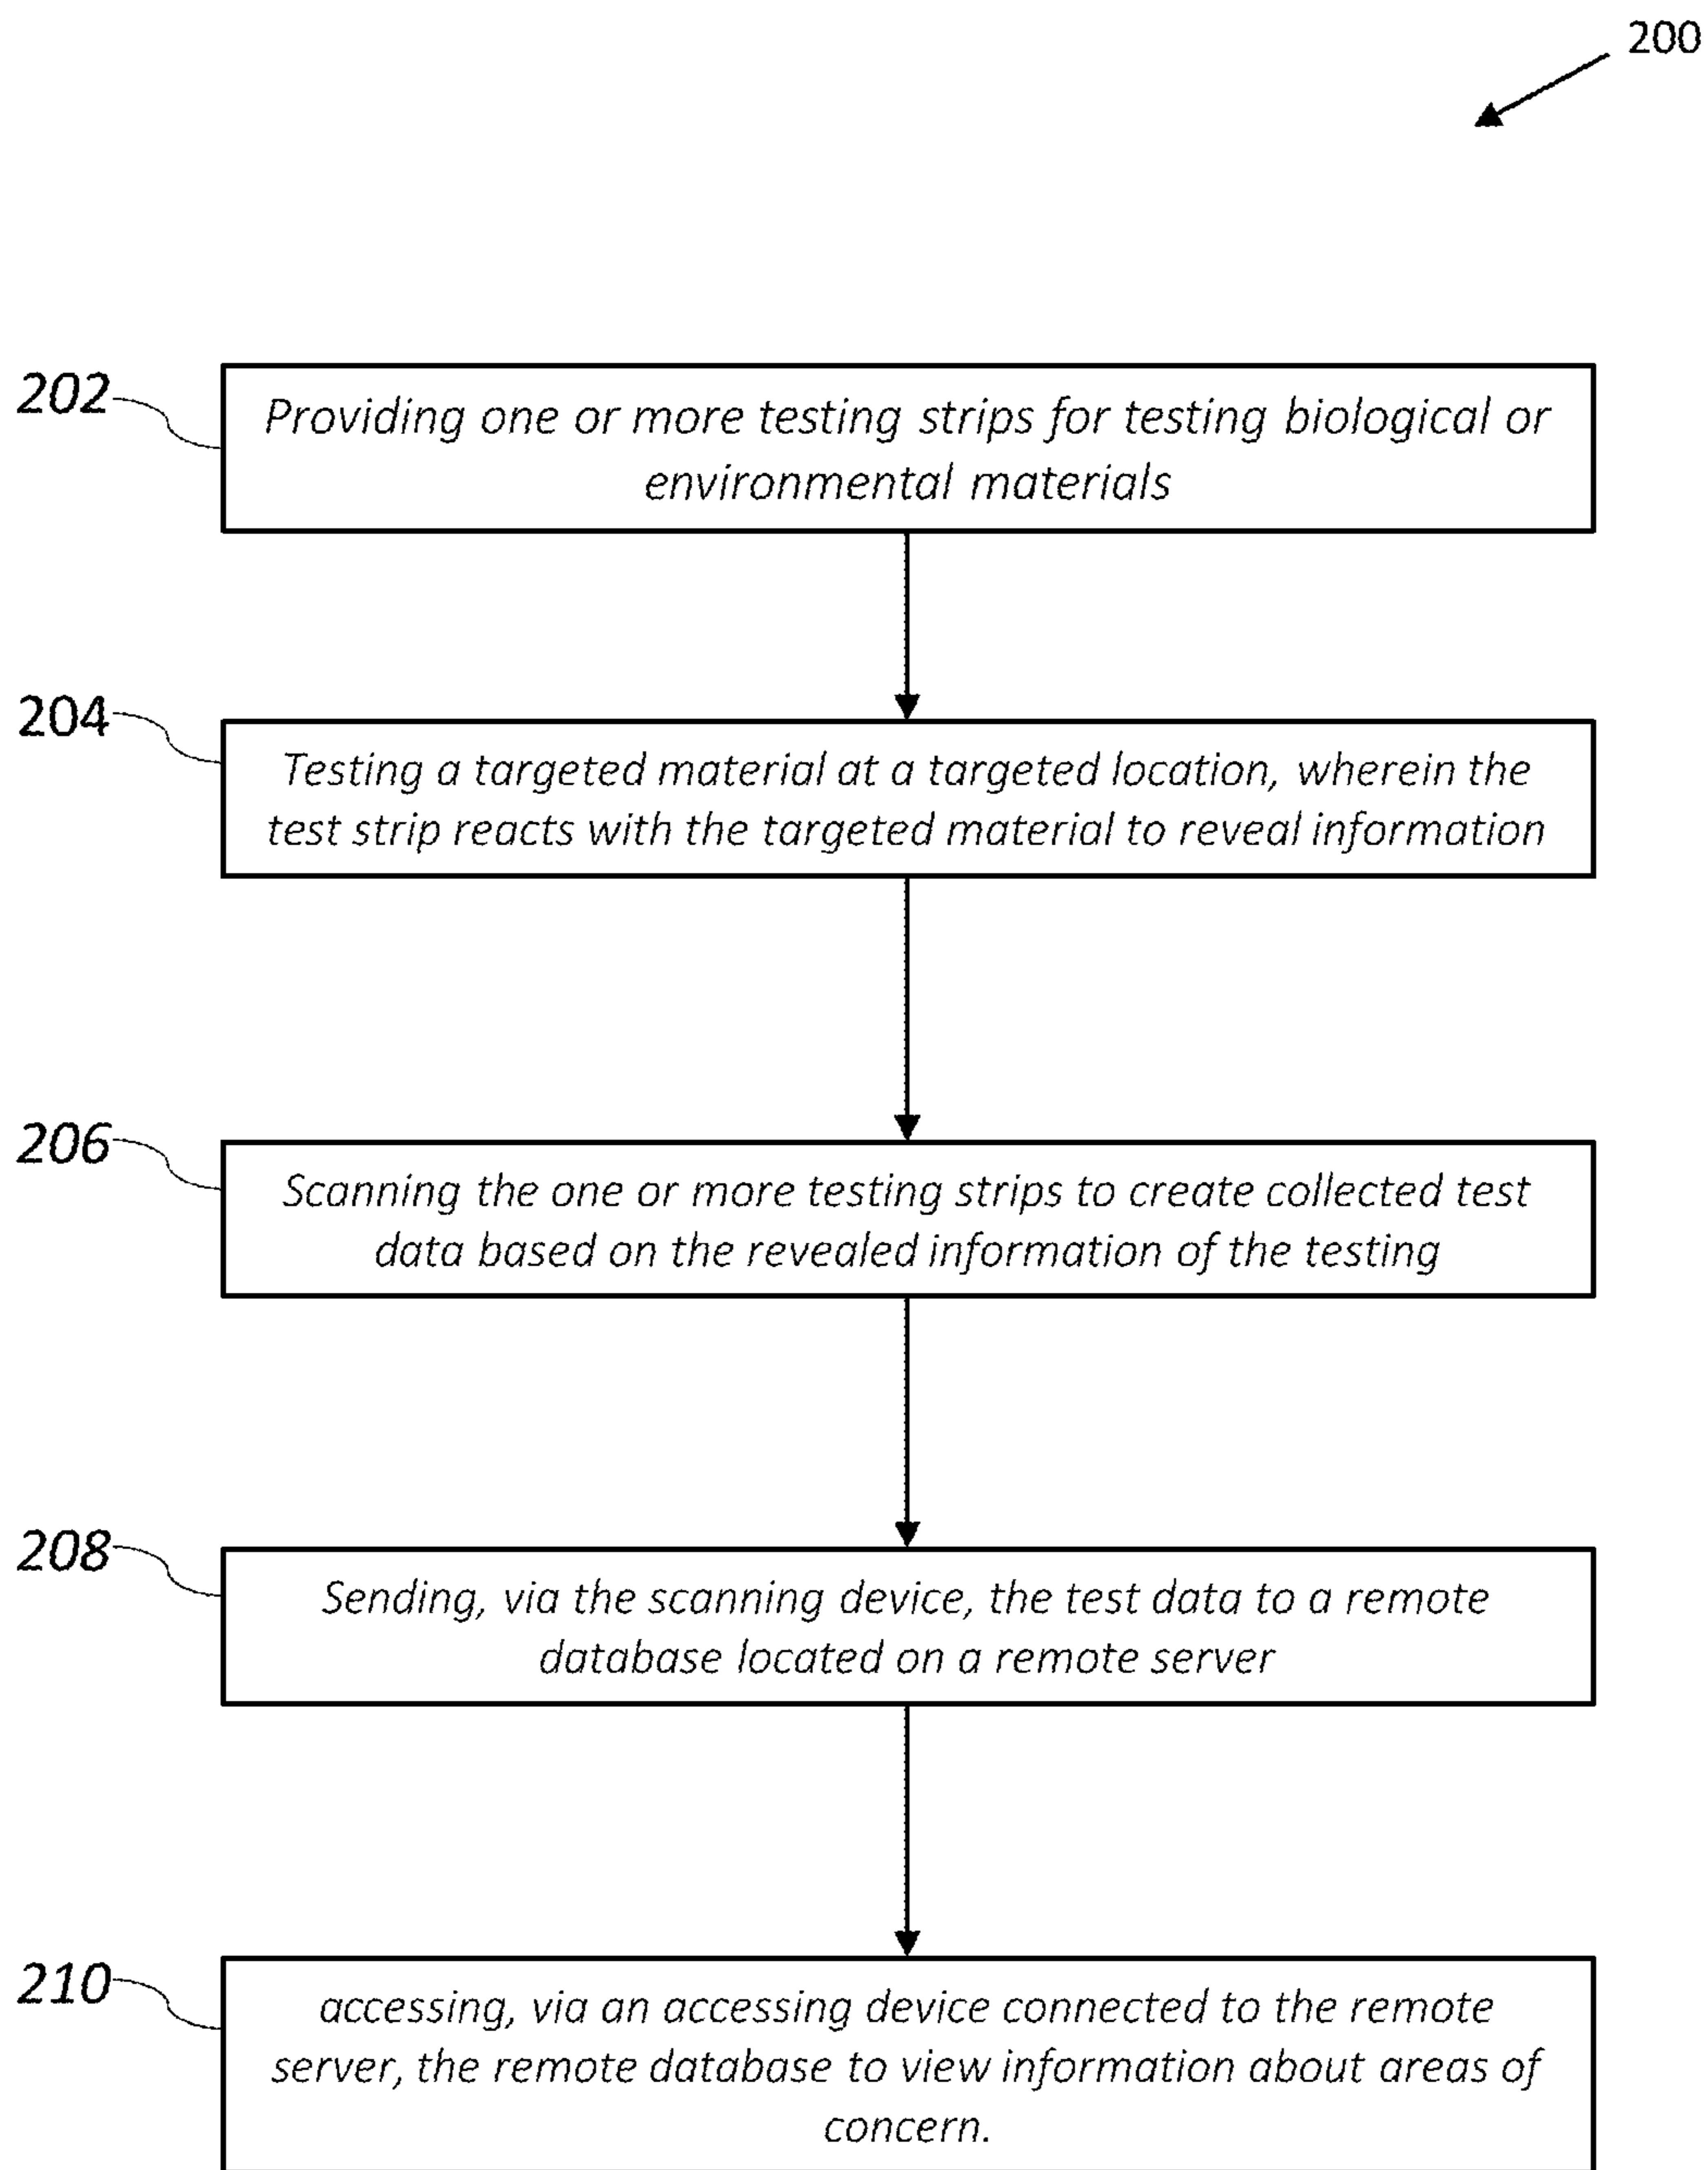 200
202
Providing one or more testing strips for testing biological or
environmental materials
204
Testing a targeted material at a targeted location, wherein the
test strip reacts with the targeted material to reveal information
206
Scanning the one or more testing strips to create collected test
data based on the revealed information of the testing
208
Sending, via the scanning device, the test data to a remote
database located on a remote server
210
accessing, via an accessing device connected to the remote
server, the remote database to view information about areas of
concern.